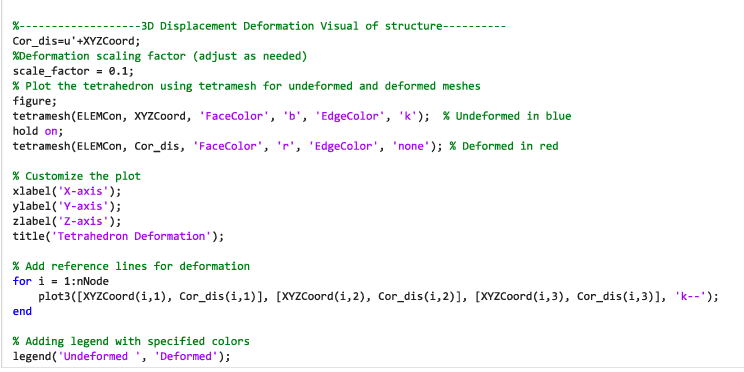 %-------------------3D Displacement Deformation Visual of structure----------
Cor_dis=u'+XYZCoord;
%Deformation scaling factor (adjust as needed)
scale_factor = 0.1;
% Plot the tetrahedron using tetramesh for undeformed and deformed meshes
figure;
tetramesh(ELEMCon, XYZCoord, 'FaceColor', 'b', 'EdgeColor', 'k');  % Undeformed in blue
hold on;
tetramesh(ELEMCon, Cor_dis, 'FaceColor', 'r', 'EdgeColor', 'none'); % Deformed in red

% Customize the plot
xlabel('X-axis');
ylabel('Y-axis');
zlabel('Z-axis');
title('Tetrahedron Deformation');

% Add reference lines for deformation
for i = 1:nNode
    plot3([XYZCoord(i,1), Cor_dis(i,1)], [XYZCoord(i,2), Cor_dis(i,2)], [XYZCoord(i,3), Cor_dis(i,3)], 'k--');
end

% Adding legend with specified colors
legend('Undeformed ', 'Deformed');